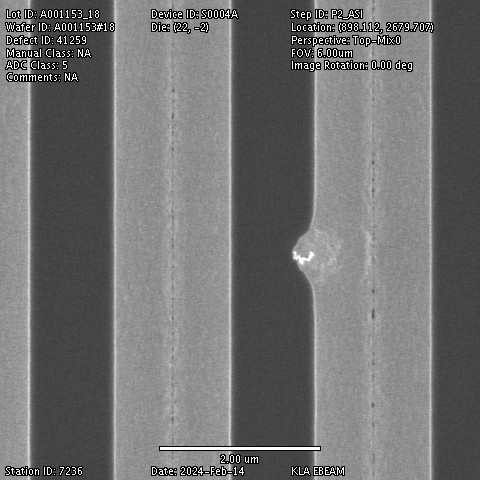 Lot ID: A001153_18
Wafer ID: A001153#18
Defect ID: 41259
Manual Class: NA
ADC Class: 5
Comments: NA
Device ID: S0004A
Die: (22, -2)
Step ID: F2_ASI
Location: (898.112, 2679.707)
Perspective: Top-Mix0
FOV: 6.00um
Image Rotation: 0.00 deg
2.00 um
Station ID: 7236
Date: 2024-Feb-14
KLA EBEAM